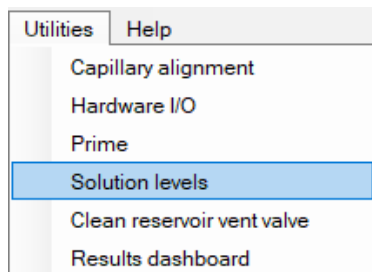 Utilities Help
Capillary alignment
Hardware I/O
Prime
Solution levels
Clean reservoir vent valve
Results dashboard